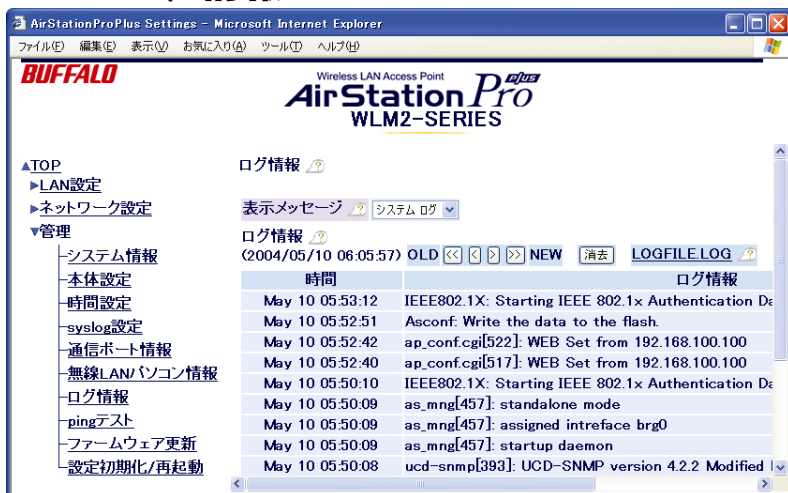 AirStationProPlus Settings - Microsoft Internet Explorer
ファイル(F) 編集(E) 表示(V) お気に入り(A) ツール(T) ヘルプ(H)
BUFFALO
Wireless LAN Access Point
AirStation Pro plus
WLM2-SERIES
▲TOP
▶LAN設定
▶ネットワーク設定
▼管理
システム情報
本体設定
時間設定
syslog設定
通信ポート情報
無線LANパソコン情報
ログ情報
pingテスト
ファームウェア更新
設定初期化/再起動
ログ情報
表示メッセージ システム ログ
ログ情報
(2004/05/10 06:05:57) OLD << < > >> NEW 消去 LOGFILE.LOG
時間 ログ情報
May 10 05:53:12 IEEE802.1X: Starting IEEE 802.1x Authentication Da
May 10 05:52:51 Asconf: Write the data to the flash.
May 10 05:52:42 ap_conf.cgi[522]: WEB Set from 192.168.100.100
May 10 05:52:40 ap_conf.cgi[517]: WEB Set from 192.168.100.100
May 10 05:50:10 IEEE802.1X: Starting IEEE 802.1x Authentication Da
May 10 05:50:09 as_mng[457]: standalone mode
May 10 05:50:09 as_mng[457]: assigned intreface brg0
May 10 05:50:09 as_mng[457]: startup daemon
May 10 05:50:08 ucd-snmp[393]: UCD-SNMP version 4.2.2 Modified